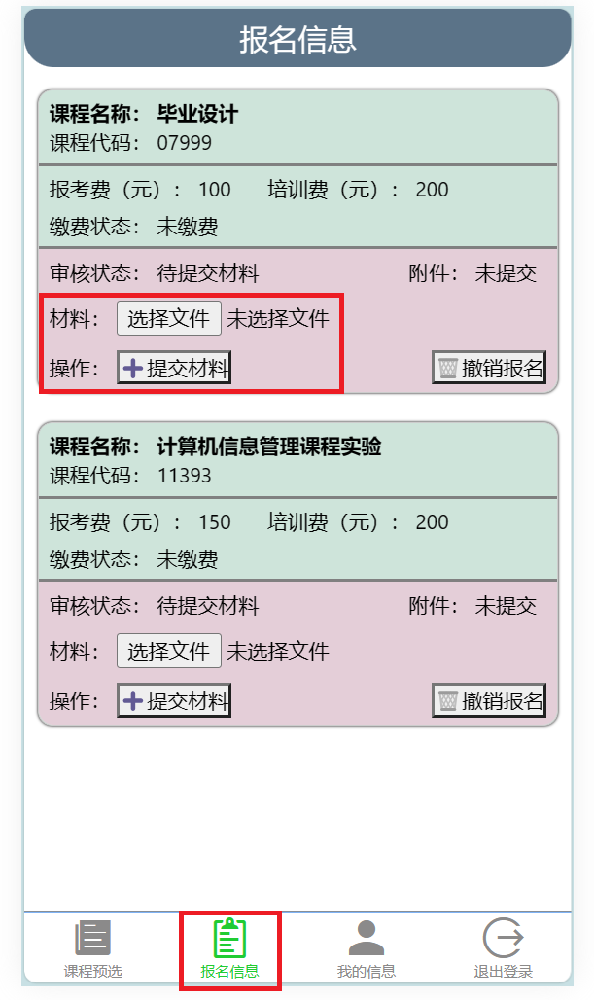 报名信息
课程名称： 毕业设计
课程代码： 07999
报考费（元）： 100 培训费（元）： 200
缴费状态： 未缴费
审核状态： 待提交材料 附件： 未提交
材料： 选择文件 未选择文件
操作： 提交材料 撤销报名
课程名称： 计算机信息管理课程实验
课程代码： 11393
报考费（元）： 150 培训费（元）： 200
缴费状态： 未缴费
审核状态： 待提交材料 附件： 未提交
材料： 选择文件 未选择文件
操作： 提交材料 撤销报名
课程预选 报名信息 我的信息 退出登录